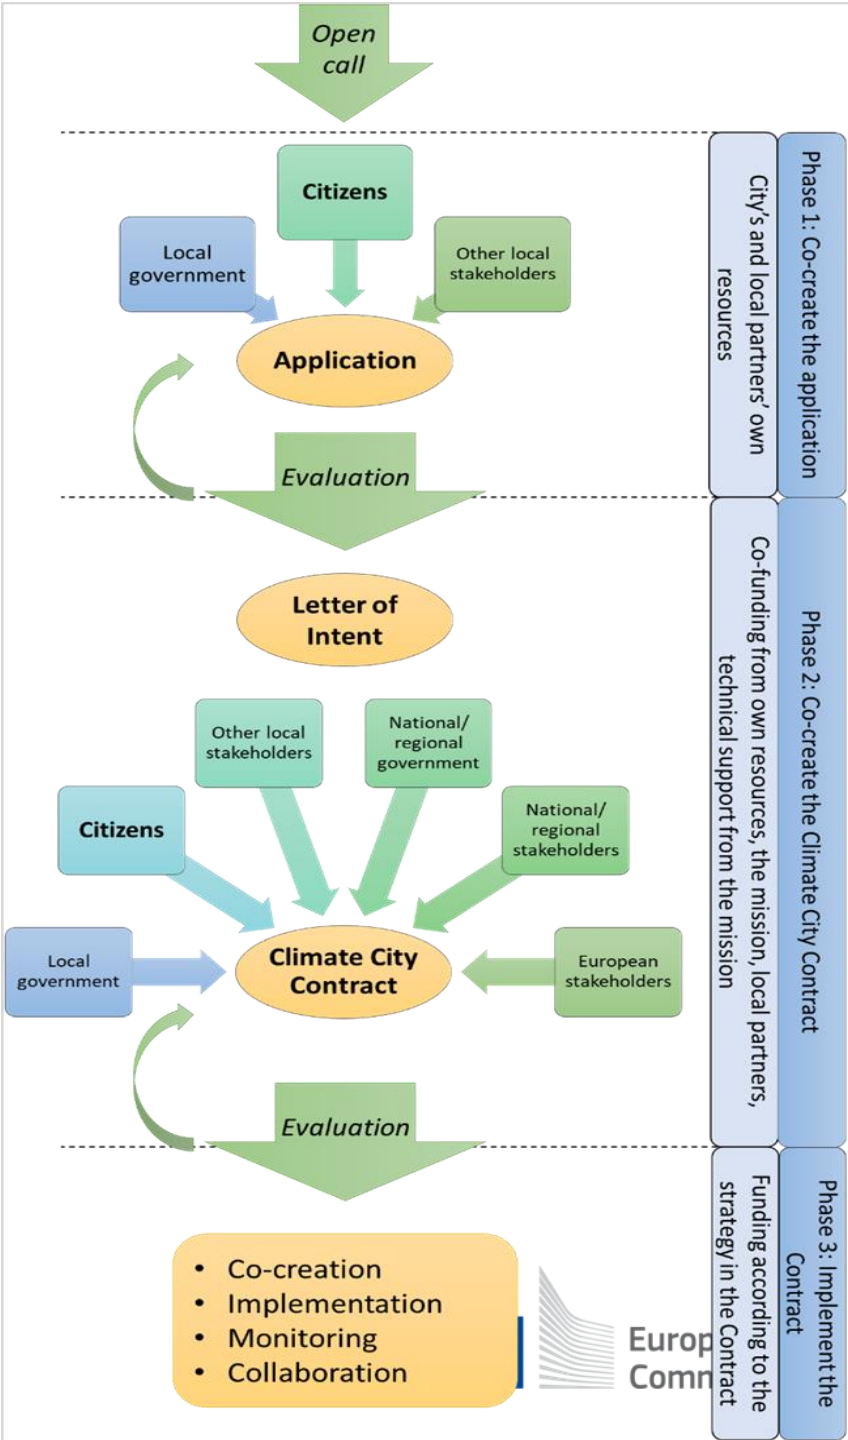 Open
call
Citizens
Local
government
Other local
stakeholders
Application
Evaluation
Phase 1: Co-create the application
City's and local partners' own
resources
Letter of
Intent
Other local
stakeholders
National/
regional
government
Citizens
National/
regional
stakeholders
Local
government
Climate City
Contract
European
stakeholders
Evaluation
Phase 2: Co-create the Climate City Contract
Co-funding from own resources, the mission, local partners,
technical support from the mission
• Co-creation
• Implementation
• Monitoring
• Collaboration
Phase 3: Implement the
Contract
Funding according to the
strategy in the Contract